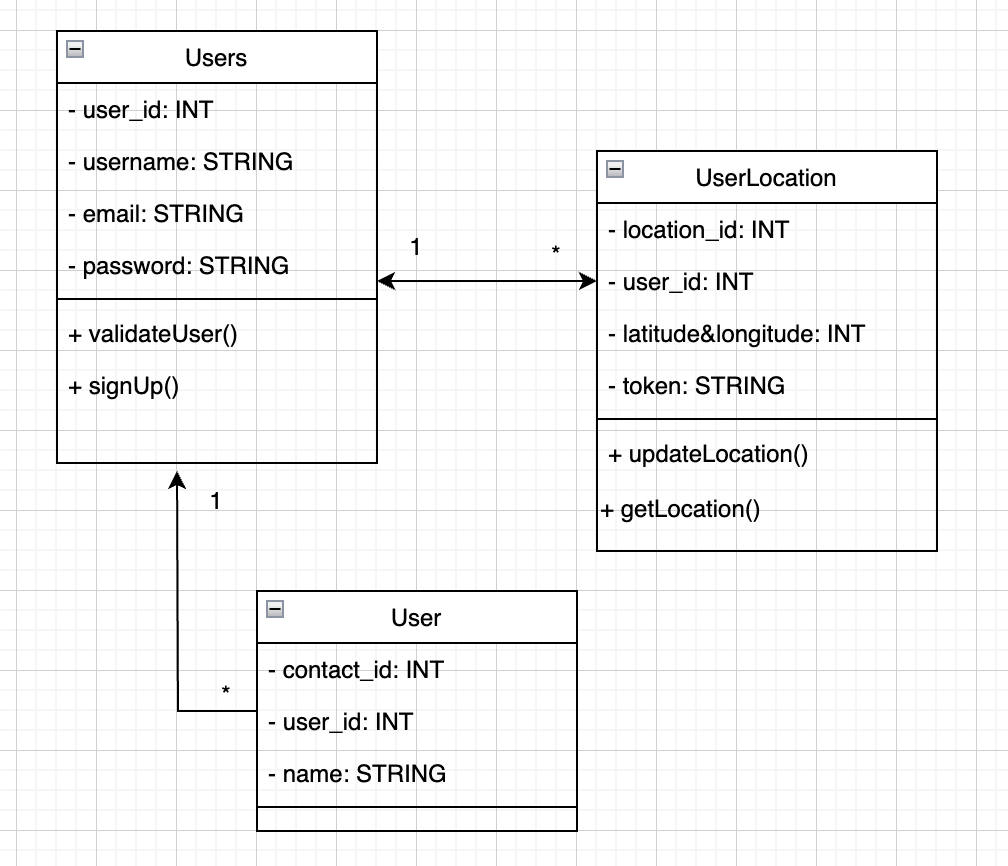 Users
- user_id: INT
- username: STRING
- email: STRING
- password: STRING
+ validateUser()
+ signUp()
1
*
UserLocation
- location_id: INT
- user_id: INT
- latitude&longitude: INT
- token: STRING
+ updateLocation()
+ getLocation()
1
*
User
- contact_id: INT
- user_id: INT
- name: STRING